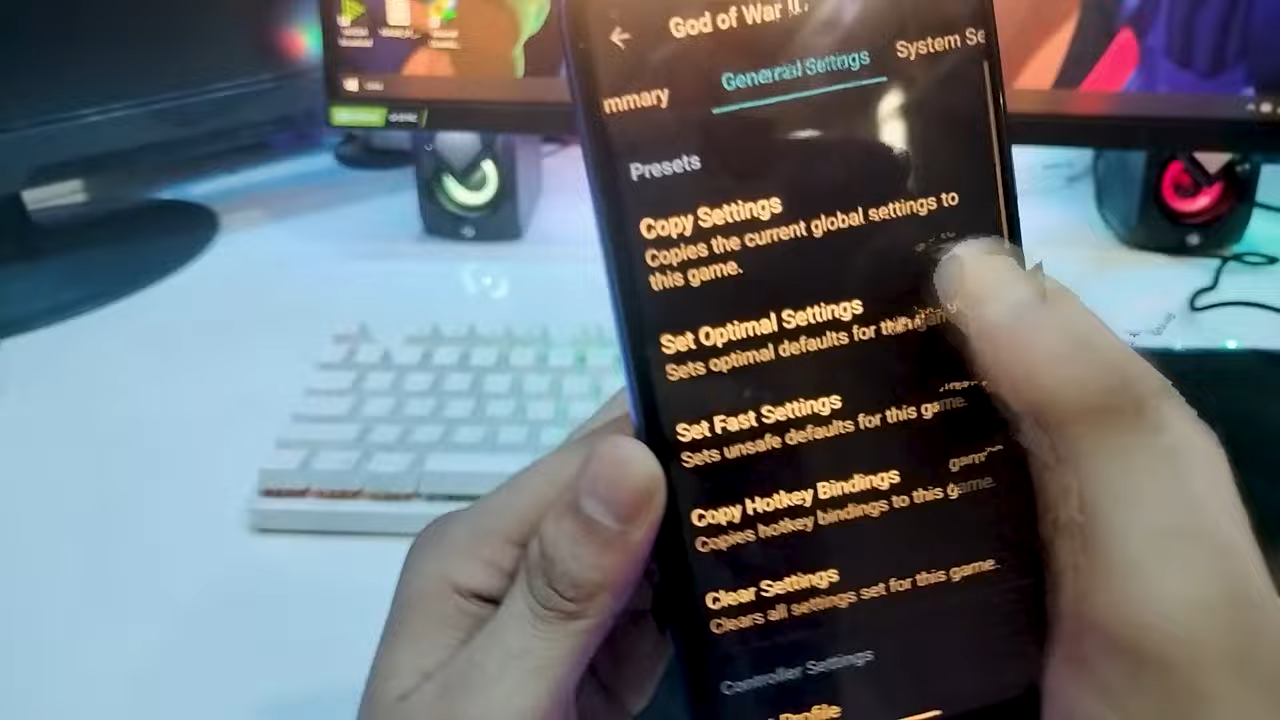 God of War II
mmary
General Settings
System Se
Presets
Copy Settings
Copies the current global settings to
this game.
Set Optimal Settings
Sets optimal defaults for this
Set Fast Settings
Sets unsafe defaults for this game.
Copy Hotkey Bindings
Copies hotkey bindings to this game.
Clear Settings
Clears all settings set for this game.
Controller Settings
Profile